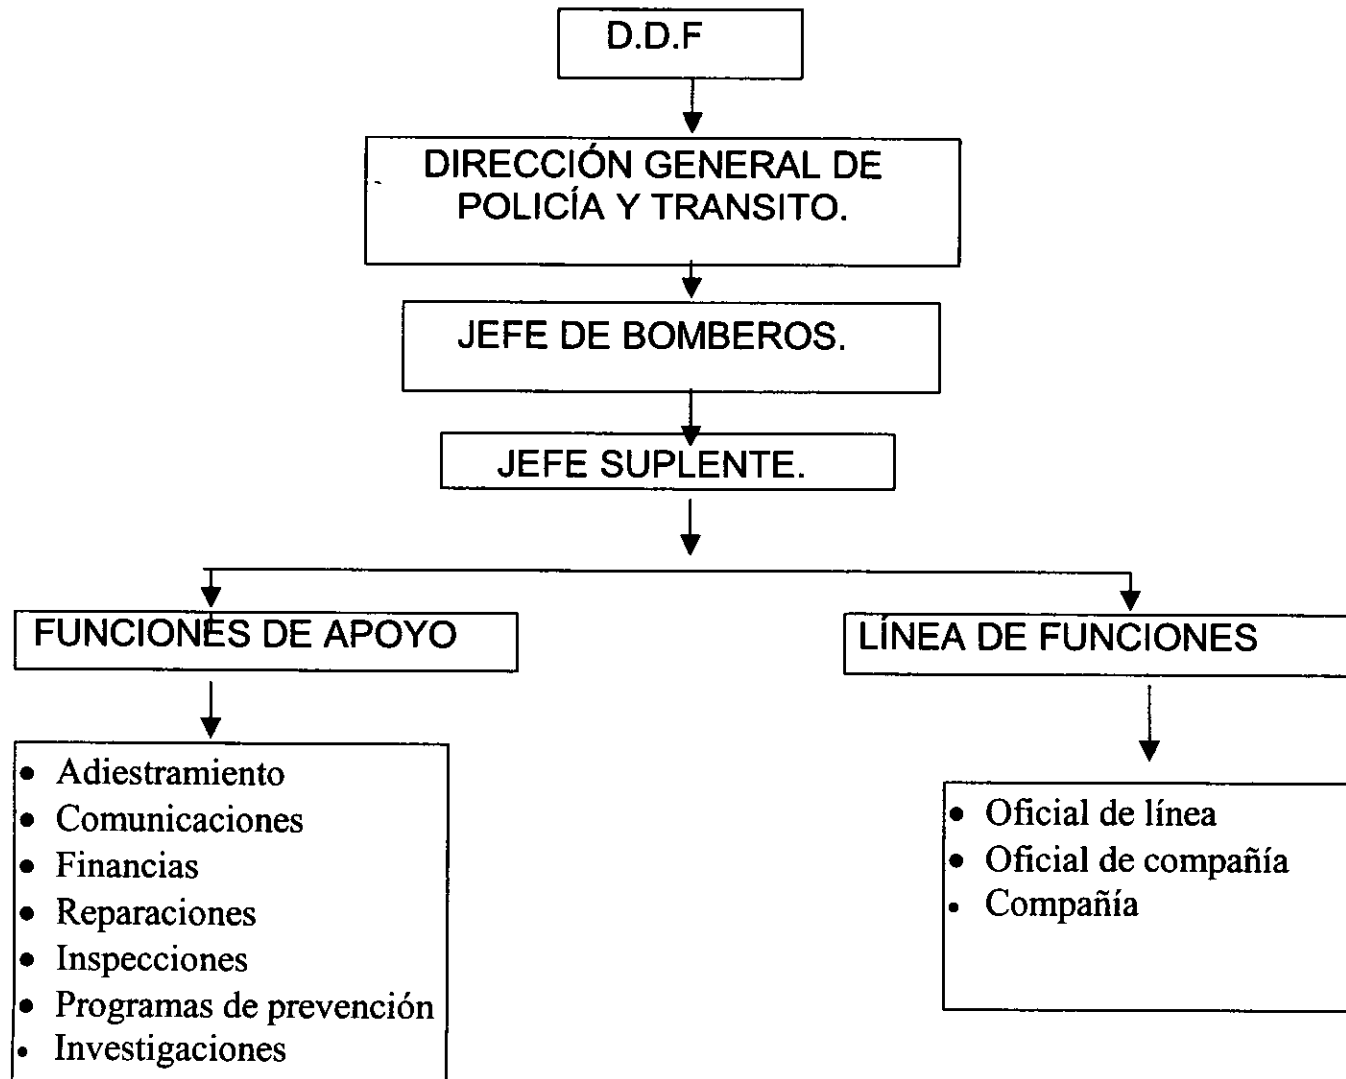 D.D.F
DIRECCIÓN GENERAL DE
POLICÍA Y TRANSITO.
JEFE DE BOMBEROS.
JEFE SUPLENTE.
FUNCIONES DE APOYO
LÍNEA DE FUNCIONES
• Adiestramiento
• Comunicaciones
• Financias
• Reparaciones
• Inspecciones
• Programas de prevención
• Investigaciones
• Oficial de línea
• Oficial de compañía
• Compañía